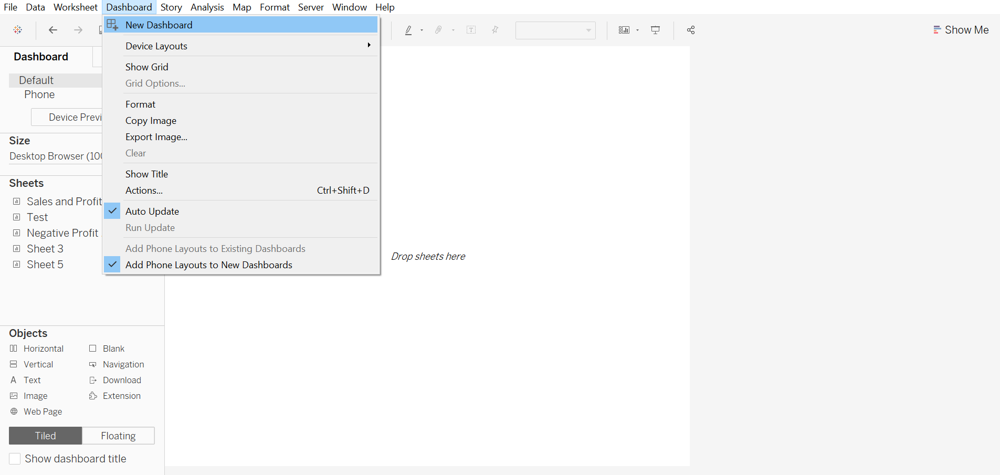 File Data Worksheet Dashboard Story Analysis Map Format Server Window Help
Show Me
New Dashboard
Device Layouts
Show Grid
Grid Options...
Format
Copy Image
Export Image...
Clear
Show Title
Actions... Ctrl+Shift+D
Auto Update
Run Update
Add Phone Layouts to Existing Dashboards
Add Phone Layouts to New Dashboards
Dashboard
Default
Phone
Device Previ
Size
Desktop Browser (100
Sheets
Sales and Profit
Test
Negative Profit
Sheet 3
Sheet 5
Drop sheets here
Objects
Horizontal Blank
Vertical Navigation
A Text Download
Image Extension
Web Page
Tiled Floating
Show dashboard title